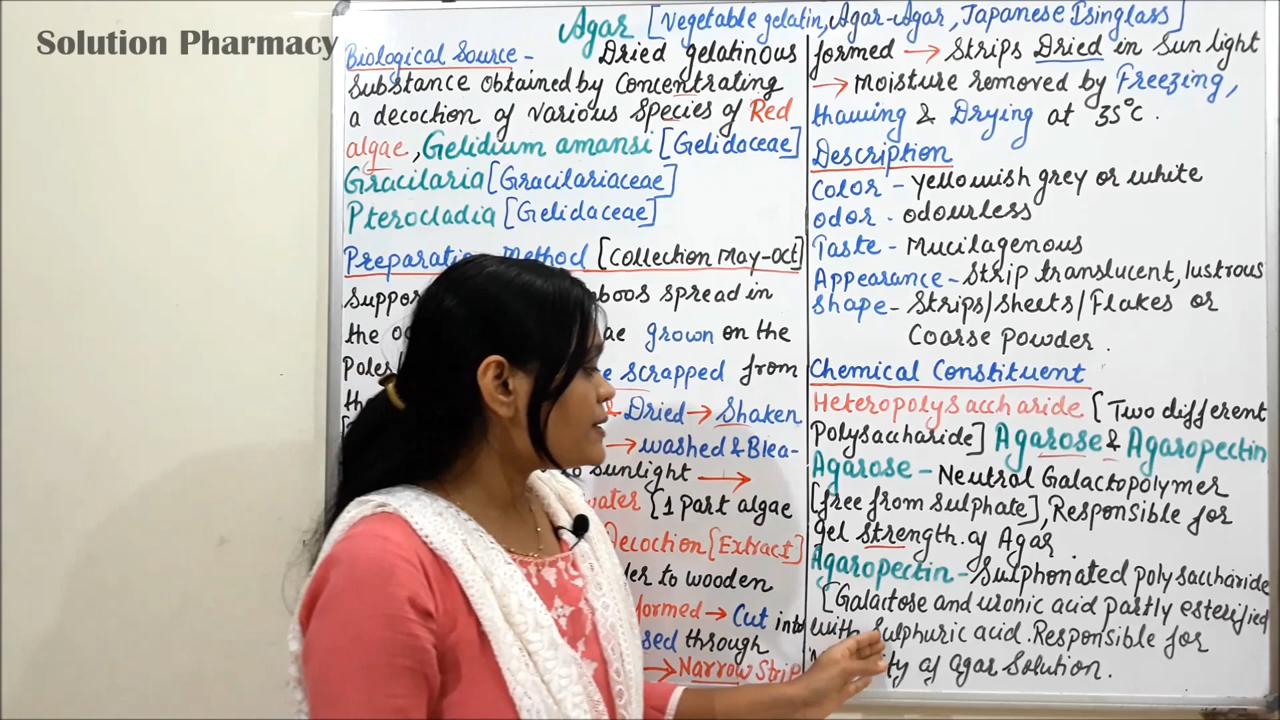 Solution Pharmacy
Agar [Vegetable gelatin, Agar-Agar, Japanese Isinglass]
Biological Source - Dried gelatinous
Substance obtained by Concentrating
a decoction of various Species of Red
algae, Gelidium amansi [Gelidaceae]
Gracilaria [Gracilariaceae]
Pterocladia [Gelidaceae]
Preparation Method [Collection May-Oct]
boos spread in
the grown on the
Poles scrapped from
Dried → Shaken
→ washed & Blea-
to sunlight →
water [1 part algae
Decoction [Extract]
to wooden
formed → Cut into
through
→ Narrow Strip
formed → Strips Dried in Sunlight
→ Moisture removed by Freezing,
thawing & Drying at 35°C.
Description
Color - Yellowish grey or white
odor - odourless
Taste - Mucilagenous
Appearance - Strip translucent, lustrous
Shape - Strips/Sheets/Flakes or
Coarse Powder.
Chemical Constituent
Heteropolysaccharide [Two different
Polysaccharide] Agarose & Agaropectin
Agarose - Neutral Galactopolymer
[free from Sulphate], Responsible for
gel strength of Agar.
Agaropectin - Sulphonated polysaccharide
[Galactose and uronic acid partly esterified
with Sulphuric acid. Responsible for
of agar Solution.